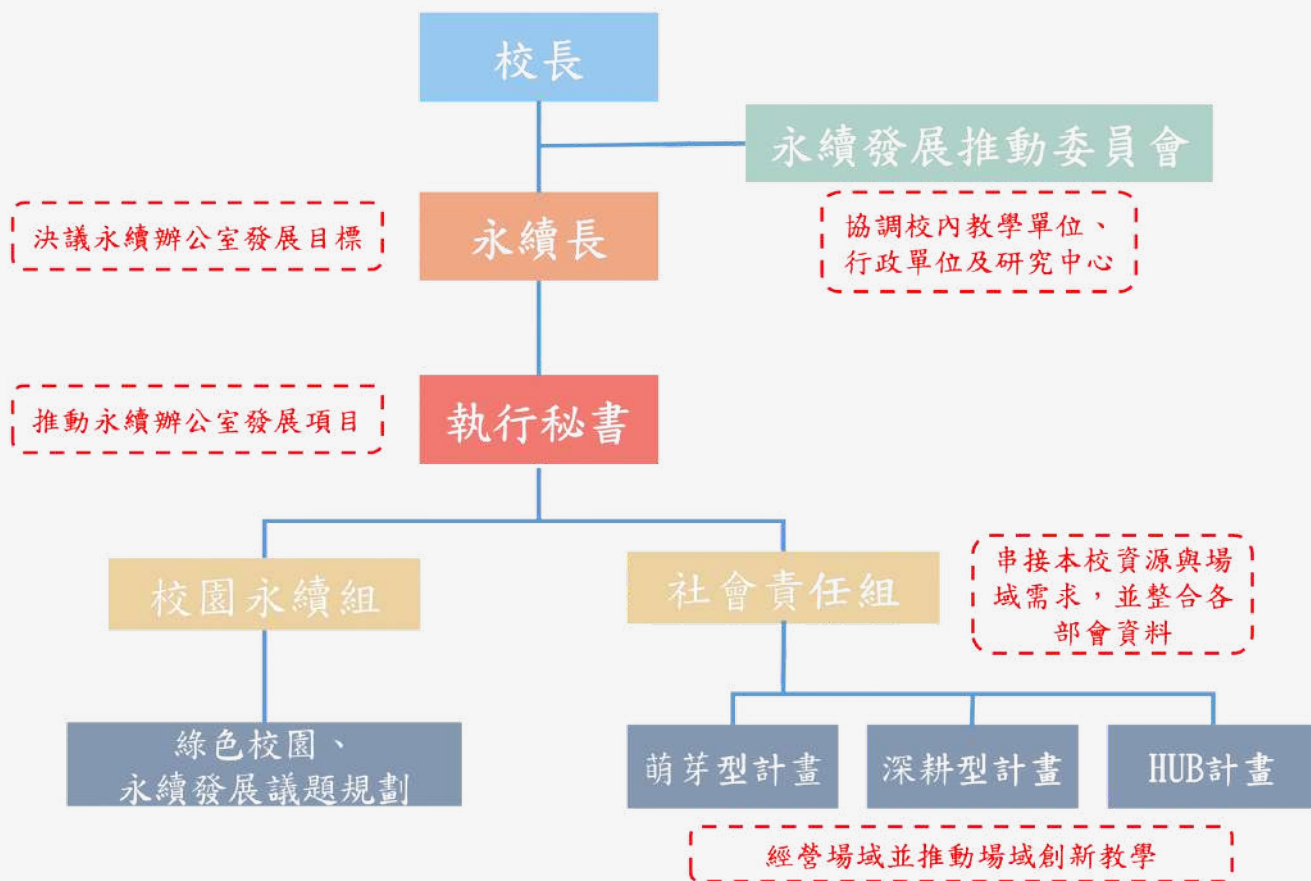 校長
永續發展推動委員會
決議永續辦公室發展目標
永續長
協調校內教學單位、
行政單位及研究中心
推動永續辦公室發展項目
執行秘書
校園永續組
社會責任組
串接本校資源與場
域需求，並整合各
部會資料
綠色校園、
永續發展議題規劃
萌芽型計畫
深耕型計畫
HUB計畫
經營場域並推動場域創新教學